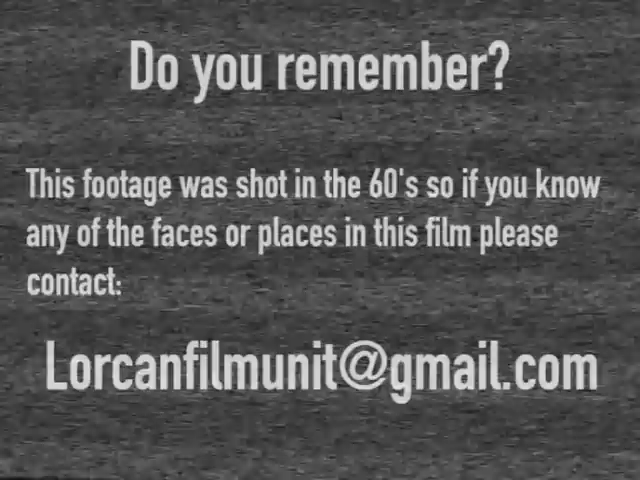 Do you remember?
This footage was shot in the 60's so if you know
any of the faces or places in this film please
contact:
Lorcanfilmunit@gmail.com